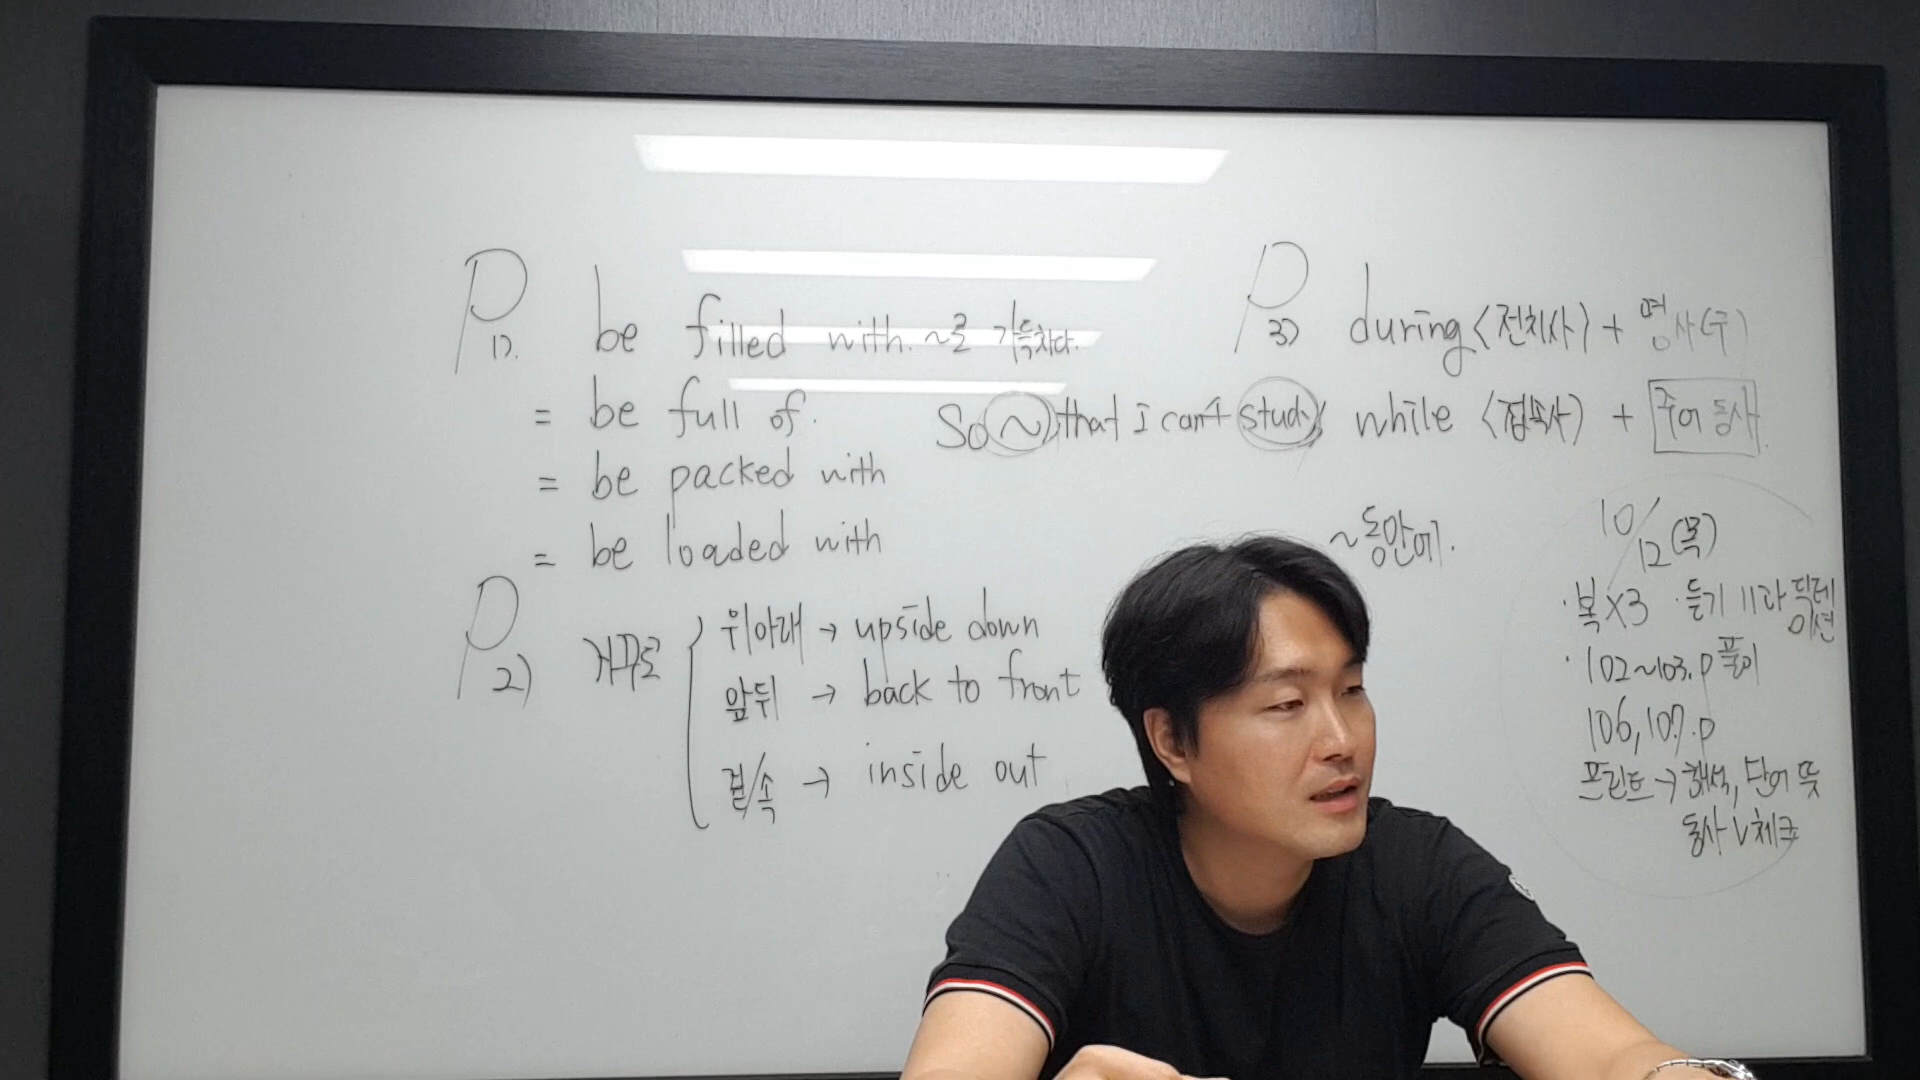 P 1). be filled with. ~로 가득차다.
= be full of.
= be packed with
= be loaded with
P 2) 거꾸로
위아래 → upside down
앞뒤 → back to front
겉/속 → inside out
So ~ that I can't study
P 3) during <전치사> + 명사(구)
while <접속사> + 주어 동사
~동안에.
10/12 (목)
·복 x3 ·듣기 11과 딕테이션
·102~103.p 풀이
106, 107.p
프린트 → 해석, 단어 뜻
동사 V 체크